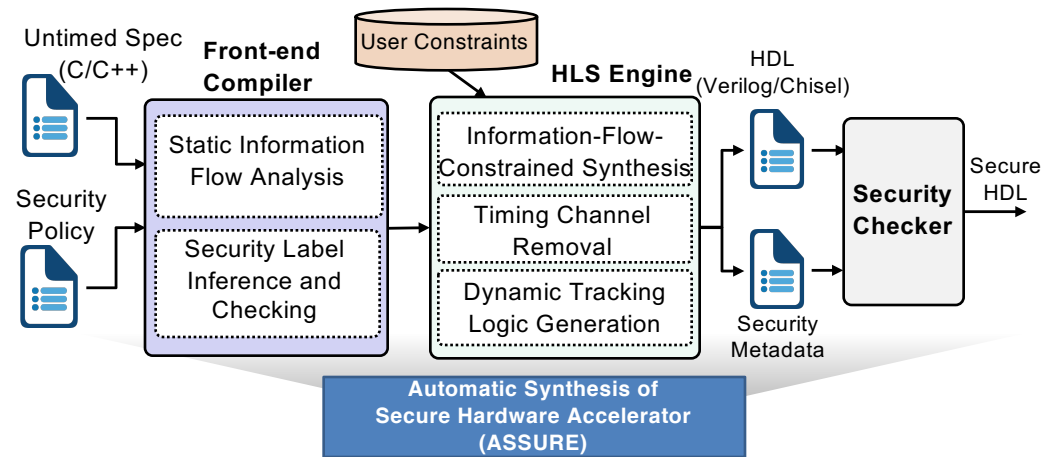 Untimed Spec
(C/C++)
Security
Policy
Front-end
Compiler
Static Information
Flow Analysis
Security Label
Inference and
Checking
User Constraints
HLS Engine
Information-Flow-
Constrained Synthesis
Timing Channel
Removal
Dynamic Tracking
Logic Generation
HDL
(Verilog/Chisel)
Security
Metadata
Security
Checker
Secure
HDL
Automatic Synthesis of
Secure Hardware Accelerator
(ASSURE)